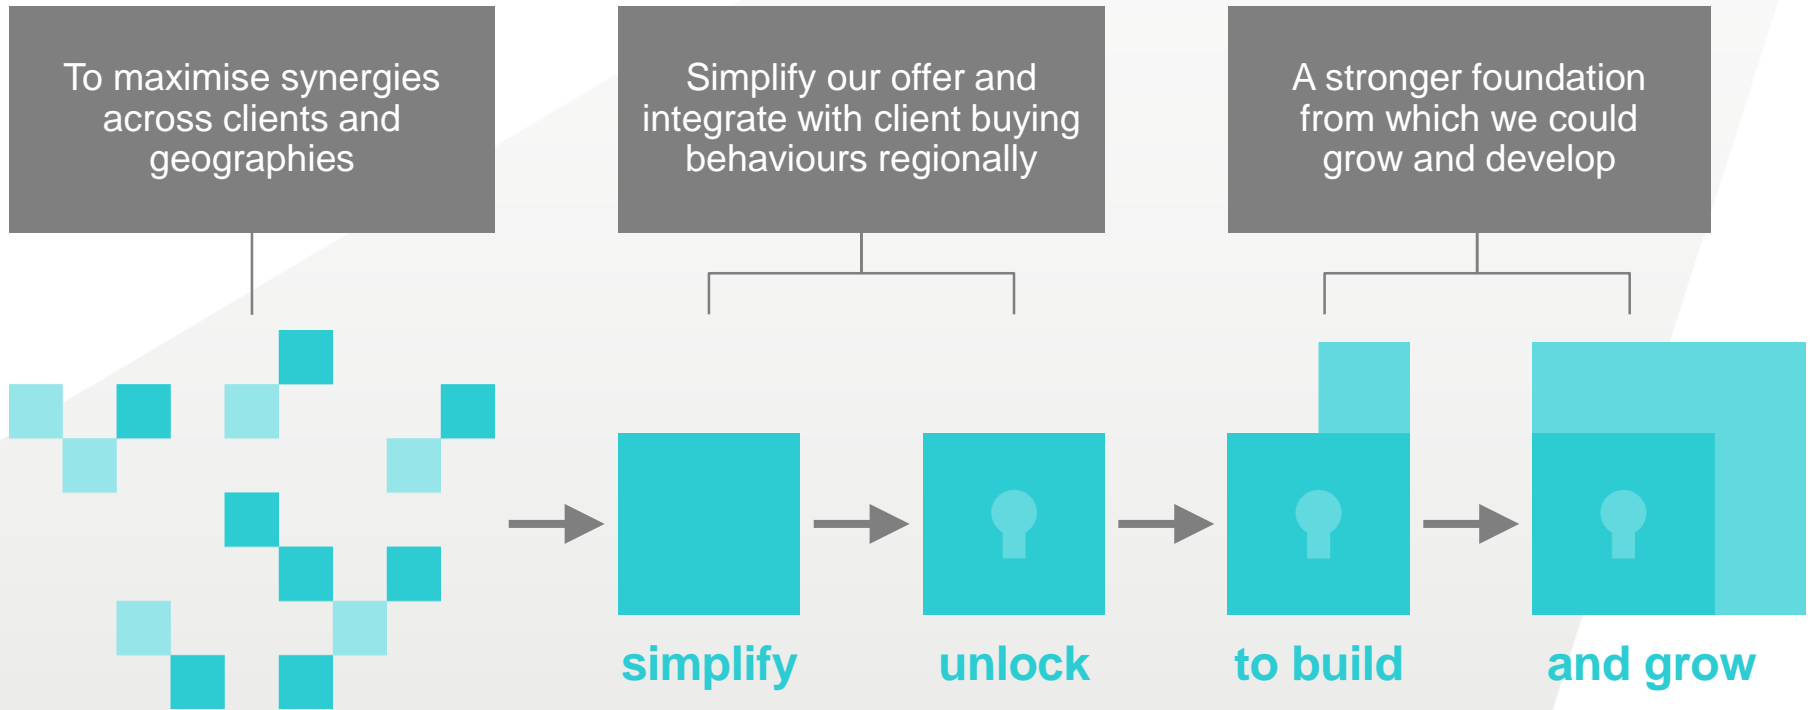 To maximise synergies
across clients and
geographies
Simplify our offer and
integrate with client buying
behaviours regionally
A stronger foundation
from which we could
grow and develop
simplify
unlock
to build
and grow